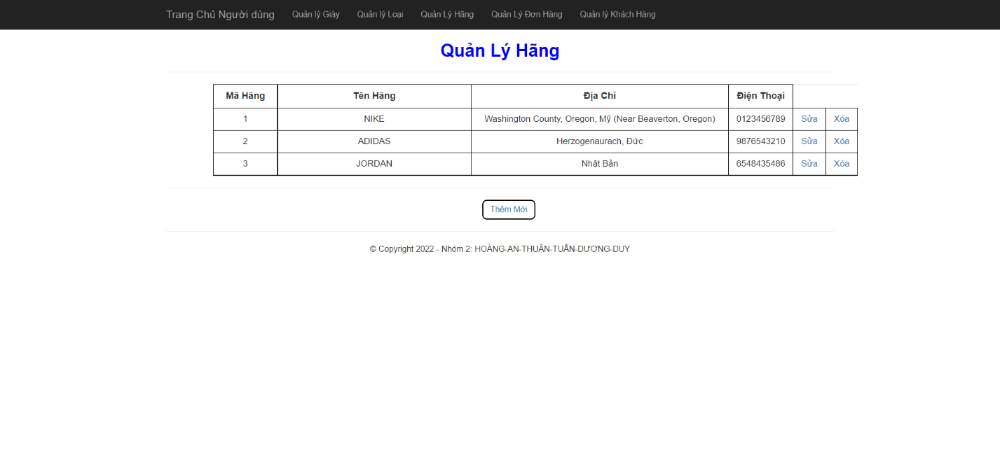 Trang Chủ Người dùng Quản lý Giày Quản lý Loại Quản Lý Hãng Quản Lý Đơn Hàng Quản lý Khách Hàng
Quản Lý Hãng
Mã Hãng Tên Hãng Địa Chỉ Điện Thoại
1 NIKE Washington County, Oregon, Mỹ (Near Beaverton, Oregon) 0123456789 Sửa Xóa
2 ADIDAS Herzogenaurach, Đức 9876543210 Sửa Xóa
3 JORDAN Nhật Bản 6548435486 Sửa Xóa
Thêm Mới
© Copyright 2022 - Nhóm 2: HOÀNG-AN-THUẬN-TUẤN-DƯƠNG-DUY